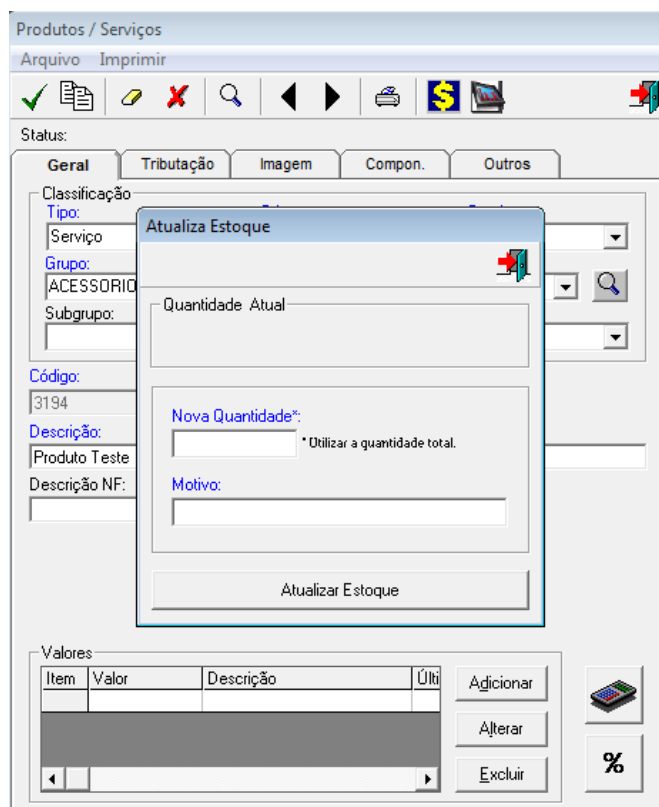 Produtos / Serviços
Arquivo Imprimir
Status:
Geral Tributação Imagem Compon. Outros
Classificação
Tipo:
Serviço
Grupo:
ACESSORIO
Subgrupo:
Atualiza Estoque
Quantidade Atual
Nova Quantidade*:
* Utilizar a quantidade total.
Motivo:
Atualizar Estoque
Código:
3194
Descrição:
Produto Teste
Descrição NF:
Valores
Item Valor Descrição Últi
Adicionar
Alterar
Excluir
%